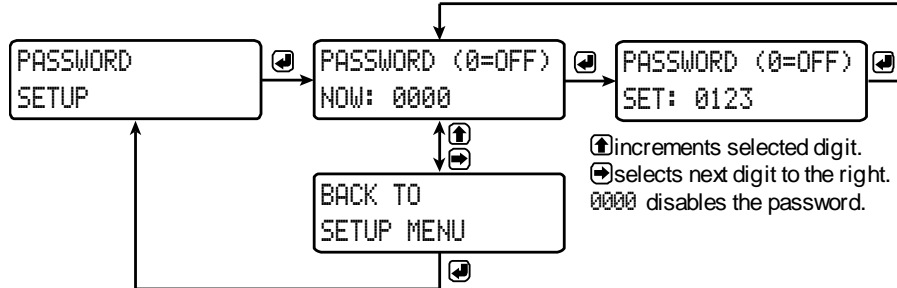 PASSWORD
SETUP
PASSWORD (0=OFF)
NOW: 0000
PASSWORD (0=OFF)
SET: 0123
increments selected digit.
selects next digit to the right.
0000 disables the password.
BACK TO
SETUP MENU